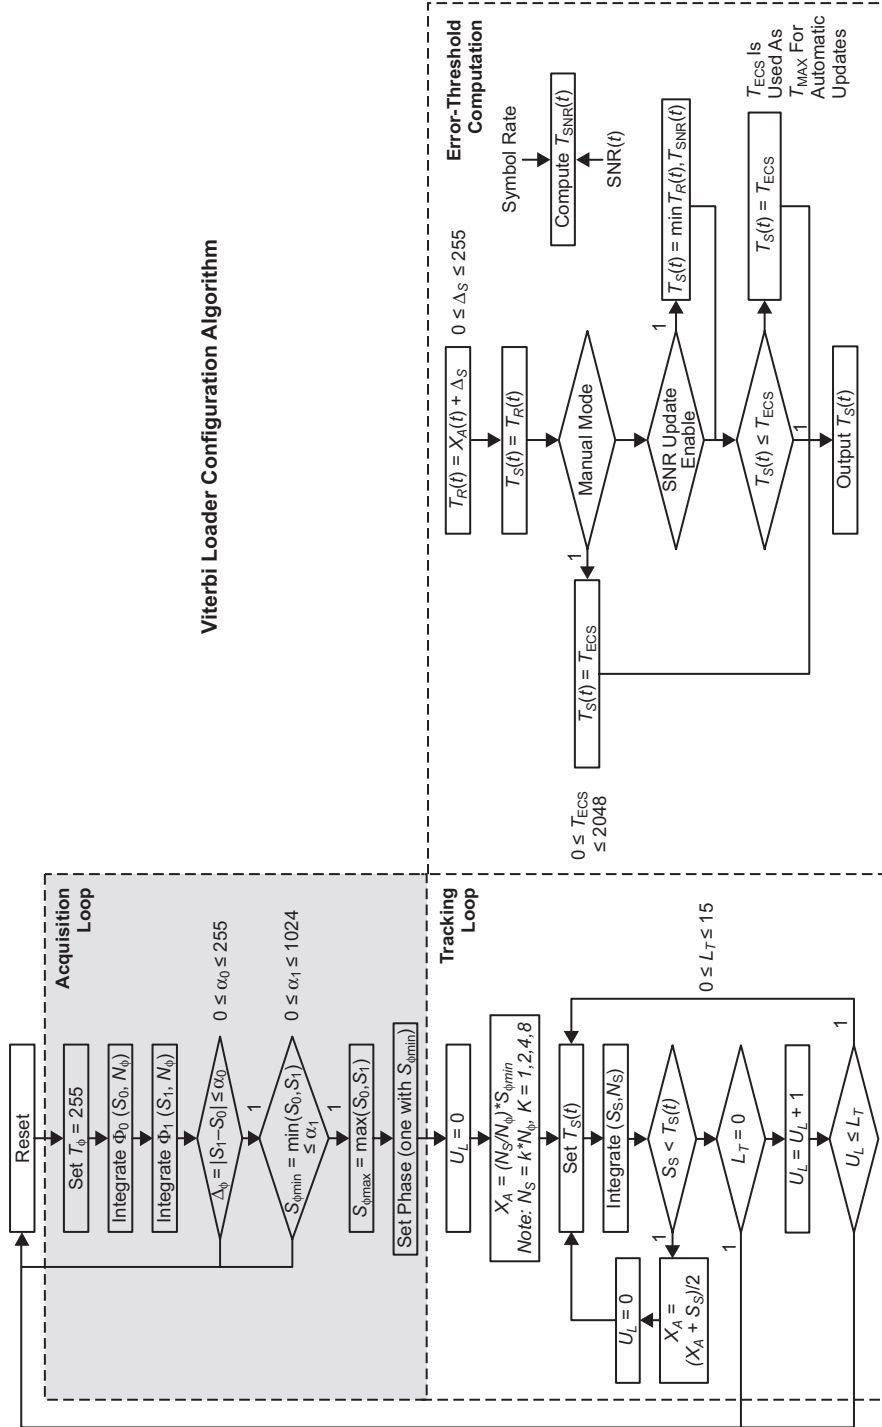 Viterbi Loader Configuration Algorithm
Reset
Acquisition
Loop
Set Tϕ = 255
Integrate Φ0 (S0, Nϕ)
Integrate Φ1 (S1, Nϕ)
Δϕ = |S1–S0| ≤ α0
0 ≤ α0 ≤ 255
1
Sϕmin = min(S0,S1)
≤ α1
0 ≤ α1 ≤ 1024
1
Sϕmax = max(S0,S1)
Set Phase (one with Sϕmin)
Tracking
Loop
UL = 0
XA = (NS/Nϕ)*Sϕmin
Note: NS = k*Nϕ, K = 1,2,4,8
Set TS(t)
Integrate (SS,NS)
SS < TS(t)
1
XA =
(XA + SS)/2
UL = 0
LT = 0
1
0 ≤ LT ≤ 15
UL = UL + 1
UL ≤ LT
1
Error-Threshold
Computation
TR(t) = XA(t) + ΔS
0 ≤ ΔS ≤ 255
TS(t) = TR(t)
Symbol Rate
Compute TSNR(t)
SNR(t)
Manual Mode
1
TS(t) = TECS
0 ≤ TECS
≤ 2048
SNR Update
Enable
1
TS(t) = min TR(t),TSNR(t)
TS(t) ≤ TECS
1
TS(t) = TECS
TECS Is
Used As
TMAX For
Automatic
Updates
Output TS(t)